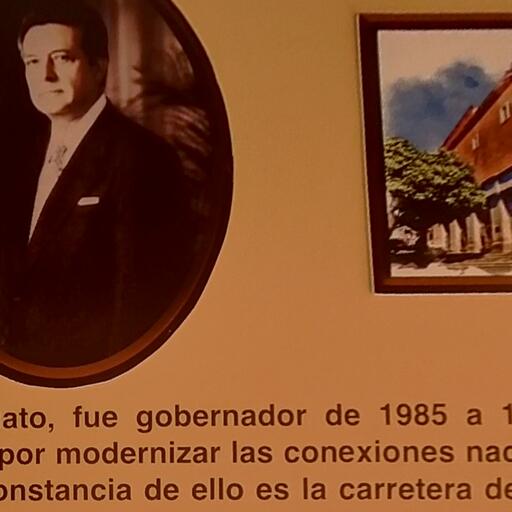 ato, fue gobernador de 1985 a 1
por modernizar las conexiones nac
onstancia de ello es la carretera de